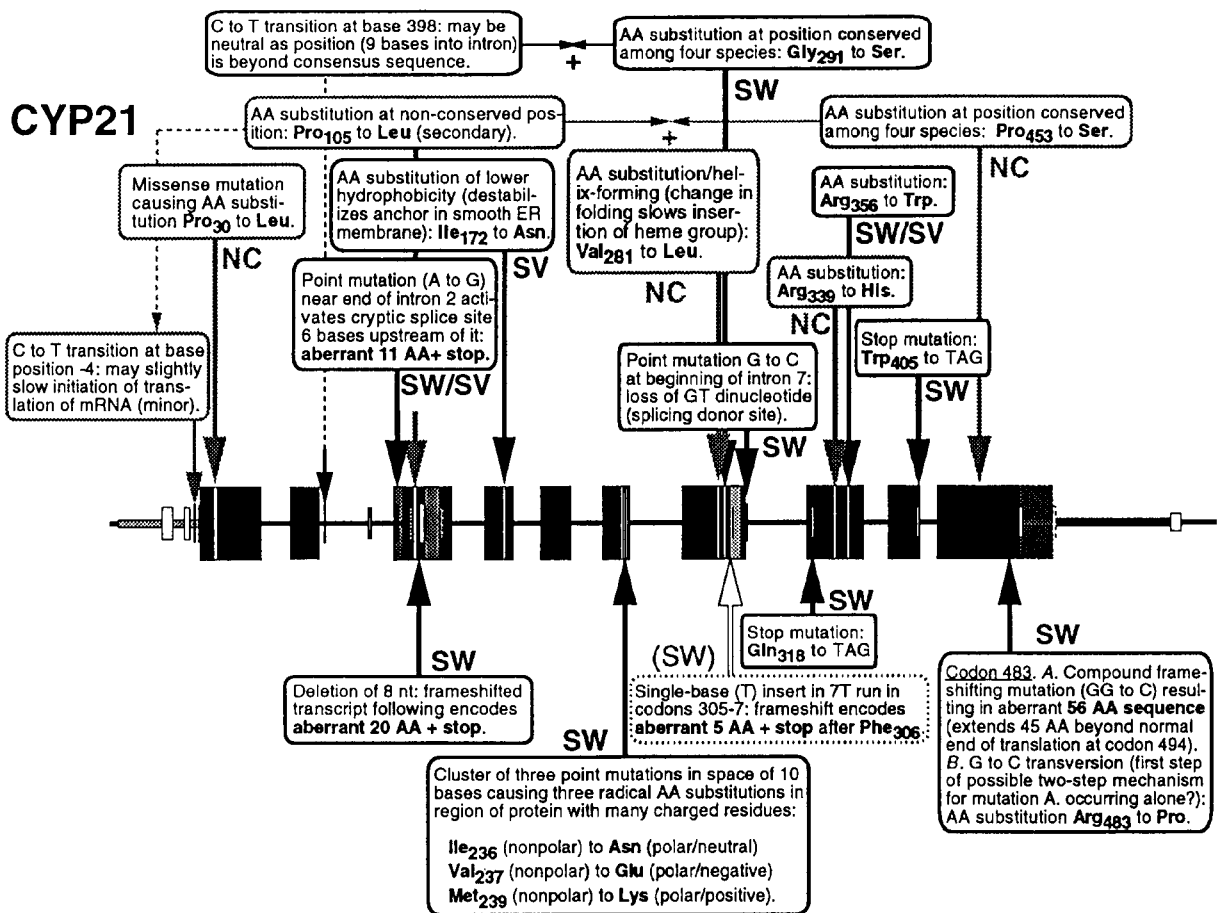 C to T transition at base 398: may be
neutral as position (9 bases into intron)
is beyond consensus sequence.
+
AA substitution at position conserved
among four species: Gly291 to Ser.
SW
CYP21
AA substitution at non-conserved pos-
ition: Pro105 to Leu (secondary).
+
AA substitution at position conserved
among four species: Pro453 to Ser.
NC
Missense mutation
causing AA substi-
tution Pro30 to Leu.
NC
AA substitution of lower
hydrophobicity (destabil-
izes anchor in smooth ER
membrane): Ile172 to Asn.
SV
AA substitution/hel-
ix-forming (change in
folding slows inser-
tion of heme group):
Val281 to Leu.
NC
AA substitution:
Arg356 to Trp.
SW/SV
AA substitution:
Arg339 to His.
NC
Point mutation (A to G)
near end of intron 2 acti-
vates cryptic splice site
6 bases upstream of it:
aberrant 11 AA+ stop.
SW/SV
C to T transition at base
position -4: may slightly
slow initiation of trans-
lation of mRNA (minor).
Point mutation G to C
at beginning of intron 7:
loss of GT dinucleotide
(splicing donor site).
SW
Stop mutation:
Trp405 to TAG
SW
SW
Deletion of 8 nt: frameshifted
transcript following encodes
aberrant 20 AA + stop.
SW
Cluster of three point mutations in space of 10
bases causing three radical AA substitutions in
region of protein with many charged residues:
Ile236 (nonpolar) to Asn (polar/neutral)
Val237 (nonpolar) to Glu (polar/negative)
Met239 (nonpolar) to Lys (polar/positive).
(SW)
Single-base (T) insert in 7T run in
codons 305-7: frameshift encodes
aberrant 5 AA + stop after Phe306.
SW
Stop mutation:
Gln318 to TAG
SW
Codon 483. A. Compound frame-
shifting mutation (GG to C) result-
ing in aberrant 56 AA sequence
(extends 45 AA beyond normal
end of translation at codon 494).
B. G to C transversion (first step
of possible two-step mechanism
for mutation A. occurring alone?):
AA substitution Arg483 to Pro.